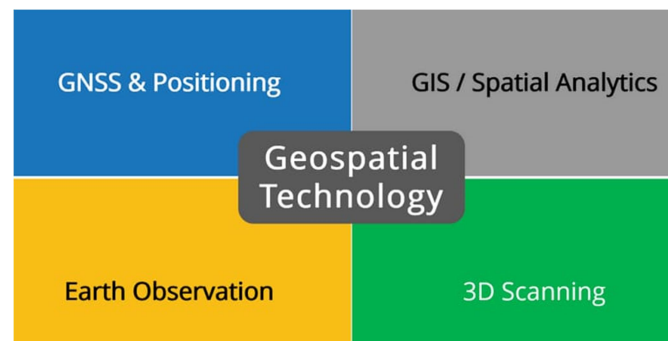 GNSS & Positioning
GIS / Spatial Analytics
Geospatial
Technology
Earth Observation
3D Scanning